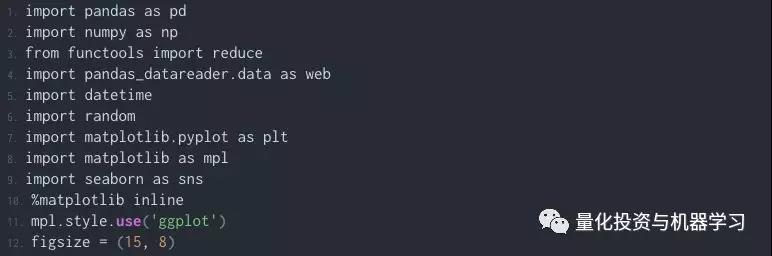 1. import pandas as pd
2. import numpy as np
3. from functools import reduce
4. import pandas_datareader.data as web
5. import datetime
6. import random
7. import matplotlib.pyplot as plt
8. import matplotlib as mpl
9. import seaborn as sns
10. %matplotlib inline
11. mpl.style.use('ggplot')
12. figsize = (15, 8)
量化投资与机器学习